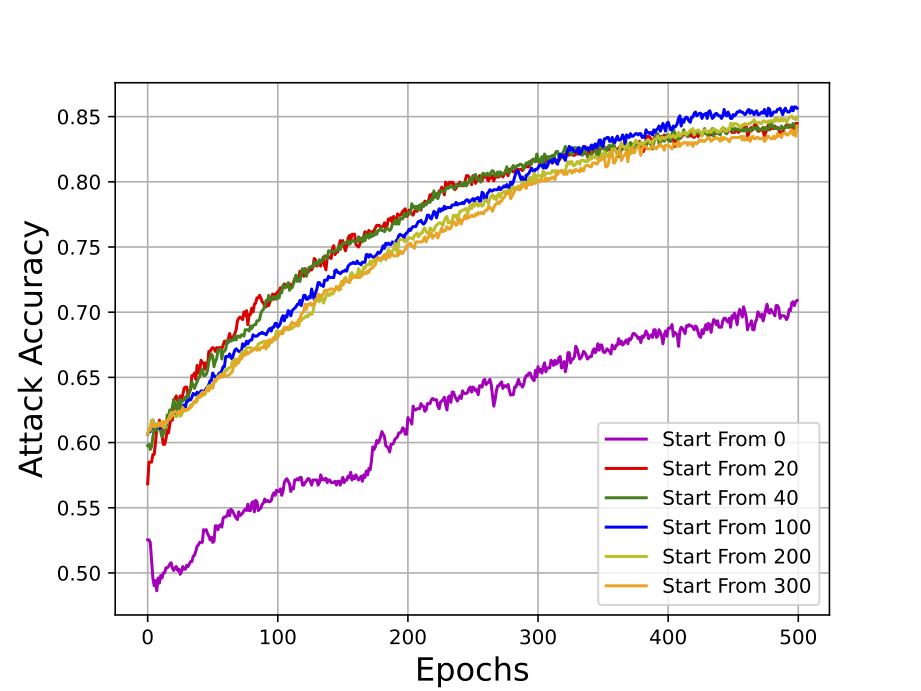 0.85
0.80
0.75
0.70
0.65
0.60
0.55
0.50
Attack Accuracy
0 100 200 300 400 500
Epochs
Start From 0
Start From 20
Start From 40
Start From 100
Start From 200
Start From 300